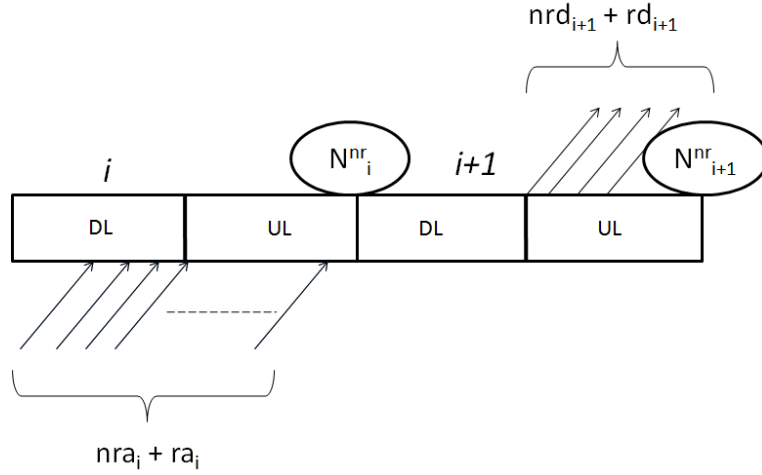 nrd_{i+1} + rd_{i+1}
i
N^{nr}_i
i+1
N^{nr}_{i+1}
DL
UL
DL
UL
nra_i + ra_i